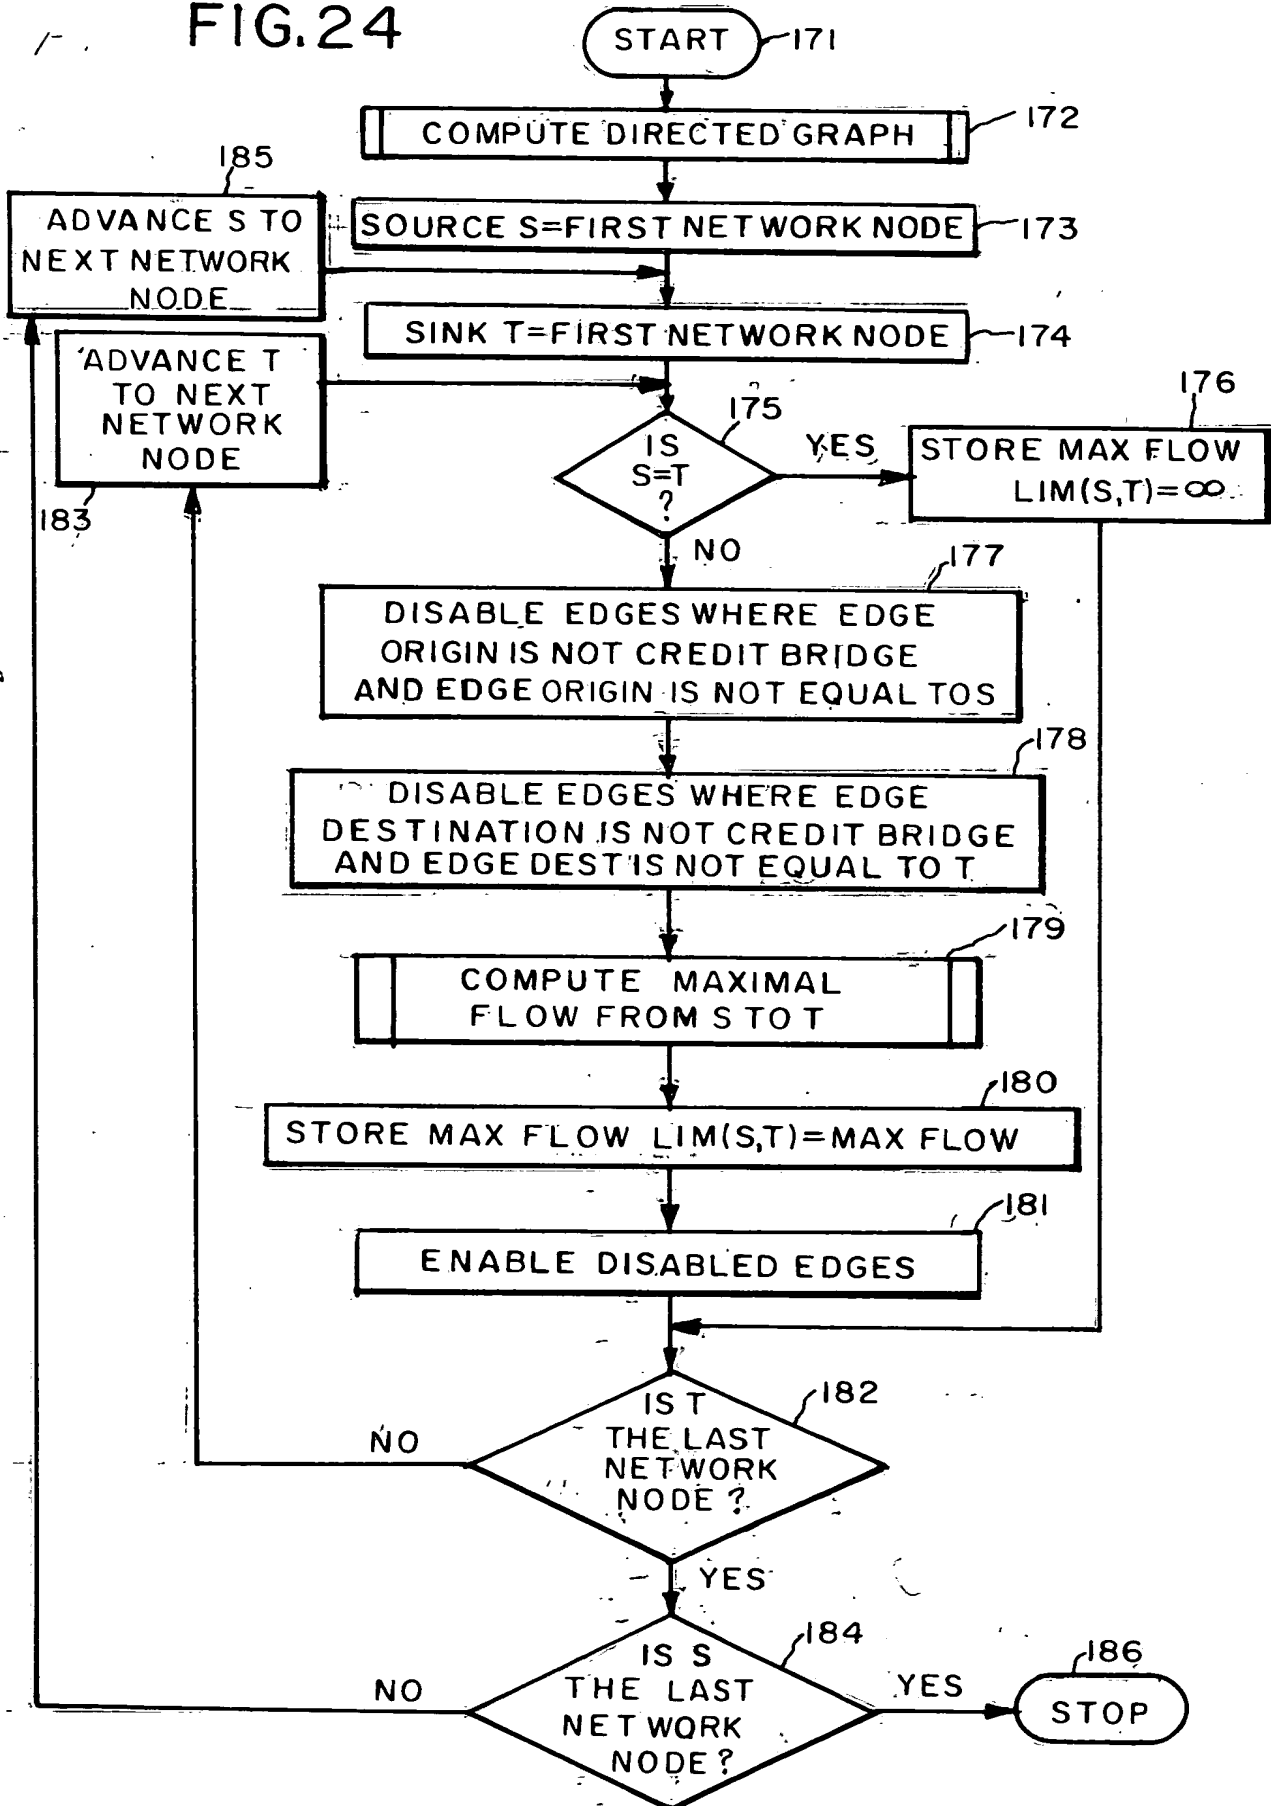 FIG. 24
START
171
COMPUTE DIRECTED GRAPH
172
185
ADVANCE S TO
NEXT NETWORK
NODE
SOURCE S=FIRST NETWORK NODE
173
SINK T=FIRST NETWORK NODE
174
ADVANCE T
TO NEXT
NETWORK
NODE
183
175
IS
S=T
?
YES
176
STORE MAX FLOW
LIM(S,T)=∞
NO
177
DISABLE EDGES WHERE EDGE
ORIGIN IS NOT CREDIT BRIDGE
AND EDGE ORIGIN IS NOT EQUAL TO S
178
DISABLE EDGES WHERE EDGE
DESTINATION IS NOT CREDIT BRIDGE
AND EDGE DEST IS NOT EQUAL TO T
179
COMPUTE MAXIMAL
FLOW FROM S TO T
180
STORE MAX FLOW LIM(S,T)=MAX FLOW
181
ENABLE DISABLED EDGES
182
IS T
THE LAST
NETWORK
NODE?
NO
YES
184
IS S
THE LAST
NETWORK
NODE?
NO
YES
186
STOP